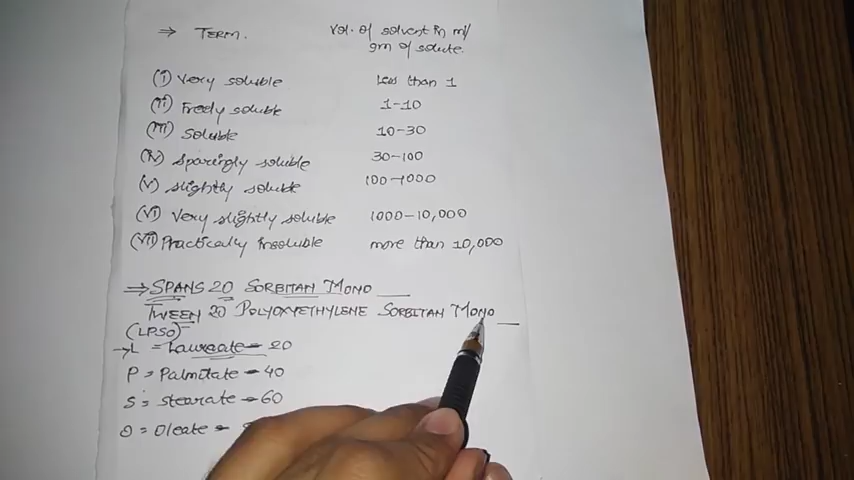 ⇒ TERM. Vol. of solvent in ml/
gm of solute.
(i) Very soluble less than 1
(ii) Freely soluble 1-10
(iii) Soluble 10-30
(iv) Sparingly soluble 30-100
(v) slightly soluble 100-1000
(vi) Very slightly soluble 1000-10,000
(vii) Practically insoluble more than 10,000
⇒ SPANS 20 SORBITAN MONO ___
TWEEN 20 POLYOXYETHYLENE SORBITAN MONO ___
(LPSO)
→ L = Laureate - 20
P = Palmitate - 40
S = Stearate - 60
O = Oleate -